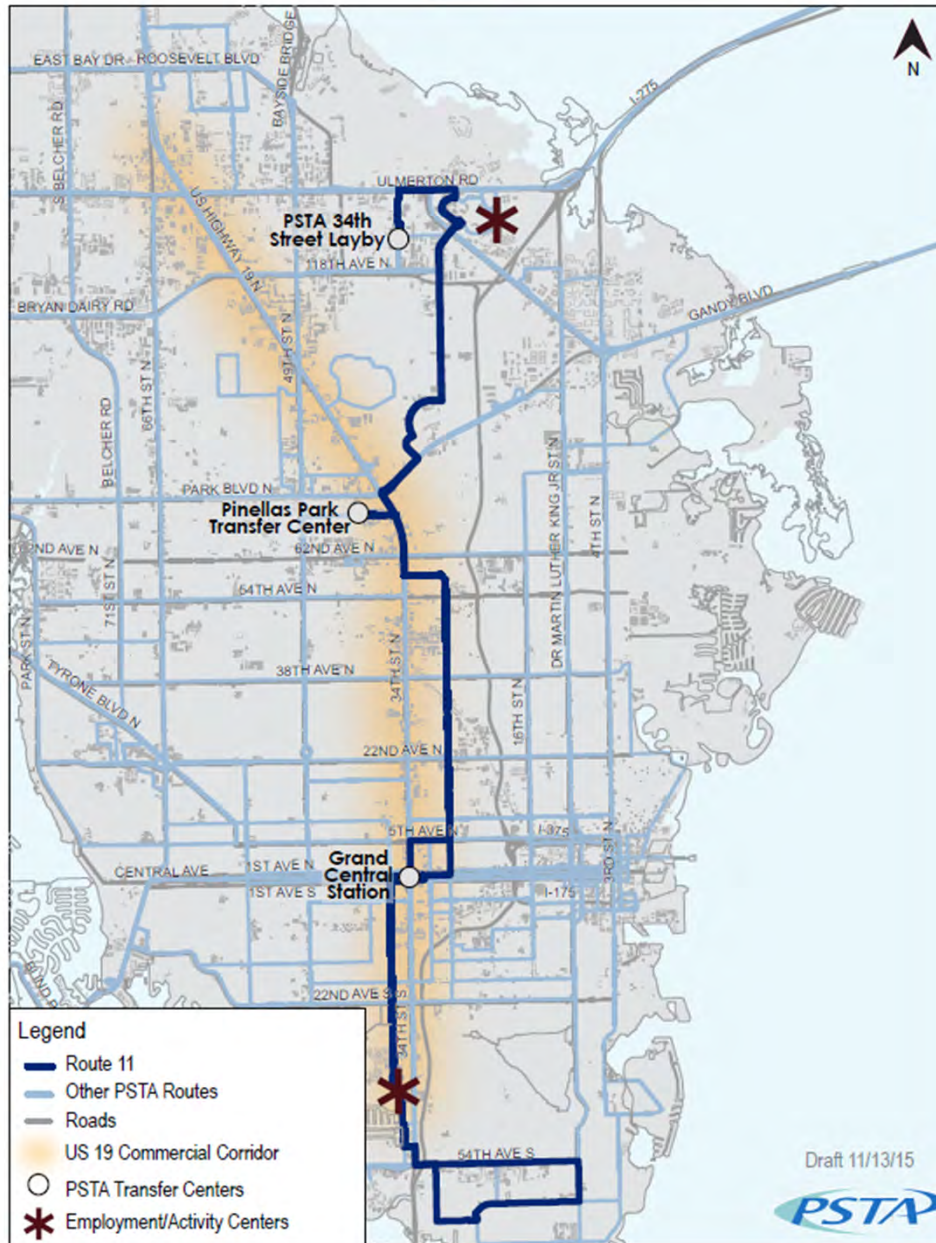 EAST BAY DR
ROOSEVELT BLVD
BAYSIDE BRIDGE
I-275
N
S BELCHER RD
ULMERTON RD
US HIGHWAY 19 N
PSTA 34th
Street Layby
118TH AVE N
BRYAN DAIRY RD
GANDY BLVD
49TH ST N
66TH ST N
BELCHER RD
PARK BLVD N
Pinellas Park
Transfer Center
62ND AVE N
2ND AVE N
54TH AVE N
71ST ST N
DR MARTIN LUTHER KING JR ST N
4TH ST N
PARK ST N
TYRONE BLVD N
38TH AVE N
34TH ST N
16TH ST N
22ND AVE N
5TH AVE N
I-375
Grand
Central
Station
CENTRAL AVE
1ST AVE N
1ST AVE S
I-175
3RD ST N
22ND AVE S
34TH ST S
54TH AVE S
Legend
Route 11
Other PSTA Routes
Roads
US 19 Commercial Corridor
PSTA Transfer Centers
Employment/Activity Centers
Draft 11/13/15
PSTA